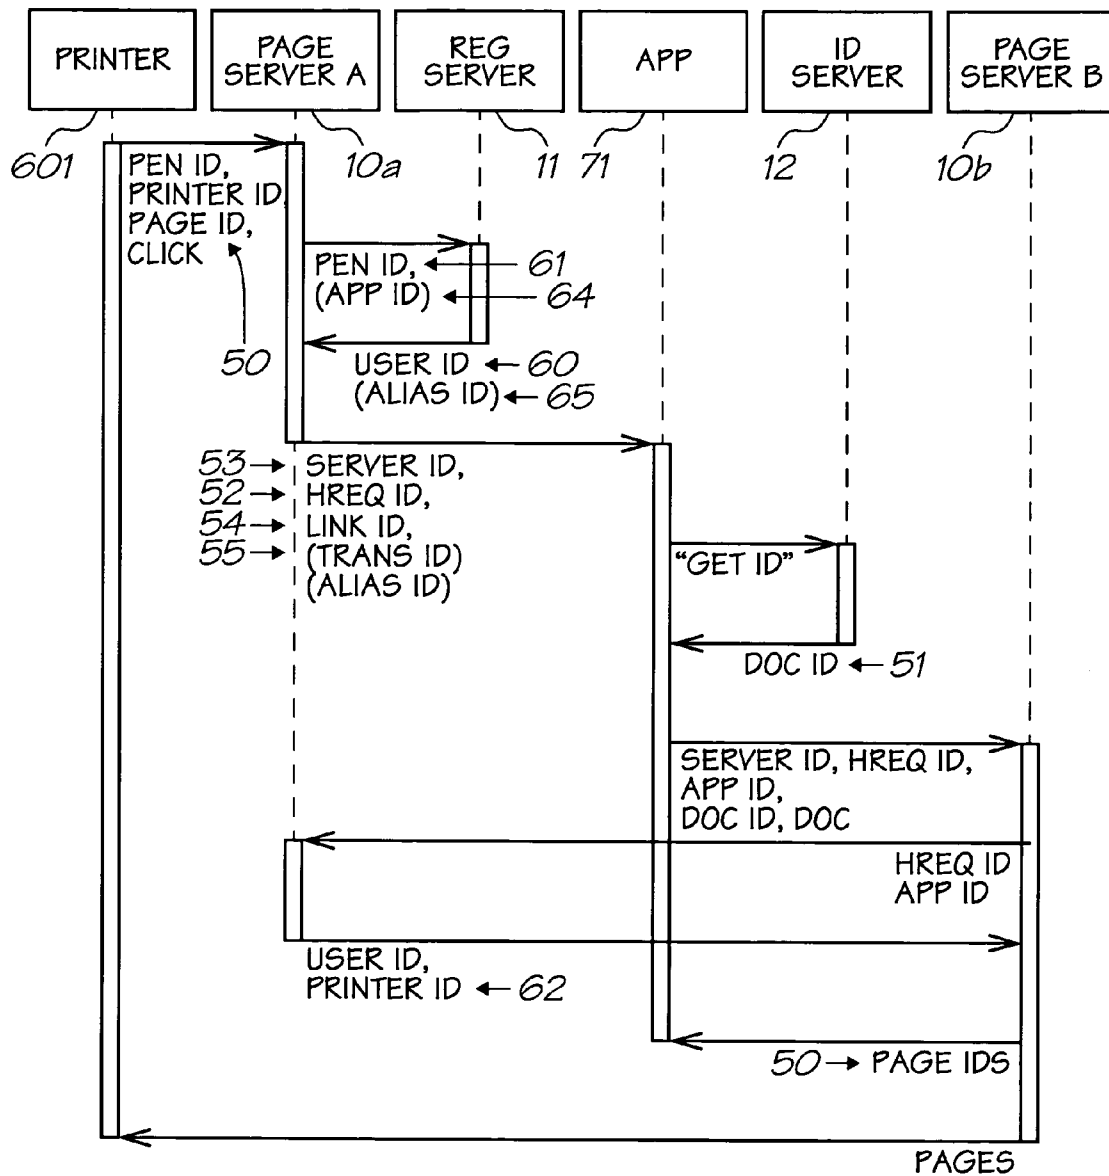 PRINTER
PAGE
SERVER A
REG
SERVER
APP
ID
SERVER
PAGE
SERVER B
601
10a
11
71
12
10b
PEN ID,
PRINTER ID
PAGE ID,
CLICK
50
PEN ID,
61
(APP ID)
64
USER ID
60
(ALIAS ID)
65
53
SERVER ID,
52
HREQ ID,
54
LINK ID,
55
(TRANS ID)
(ALIAS ID)
"GET ID"
DOC ID
51
SERVER ID, HREQ ID,
APP ID,
DOC ID, DOC
HREQ ID
APP ID
USER ID,
PRINTER ID
62
50
PAGE IDS
PAGES